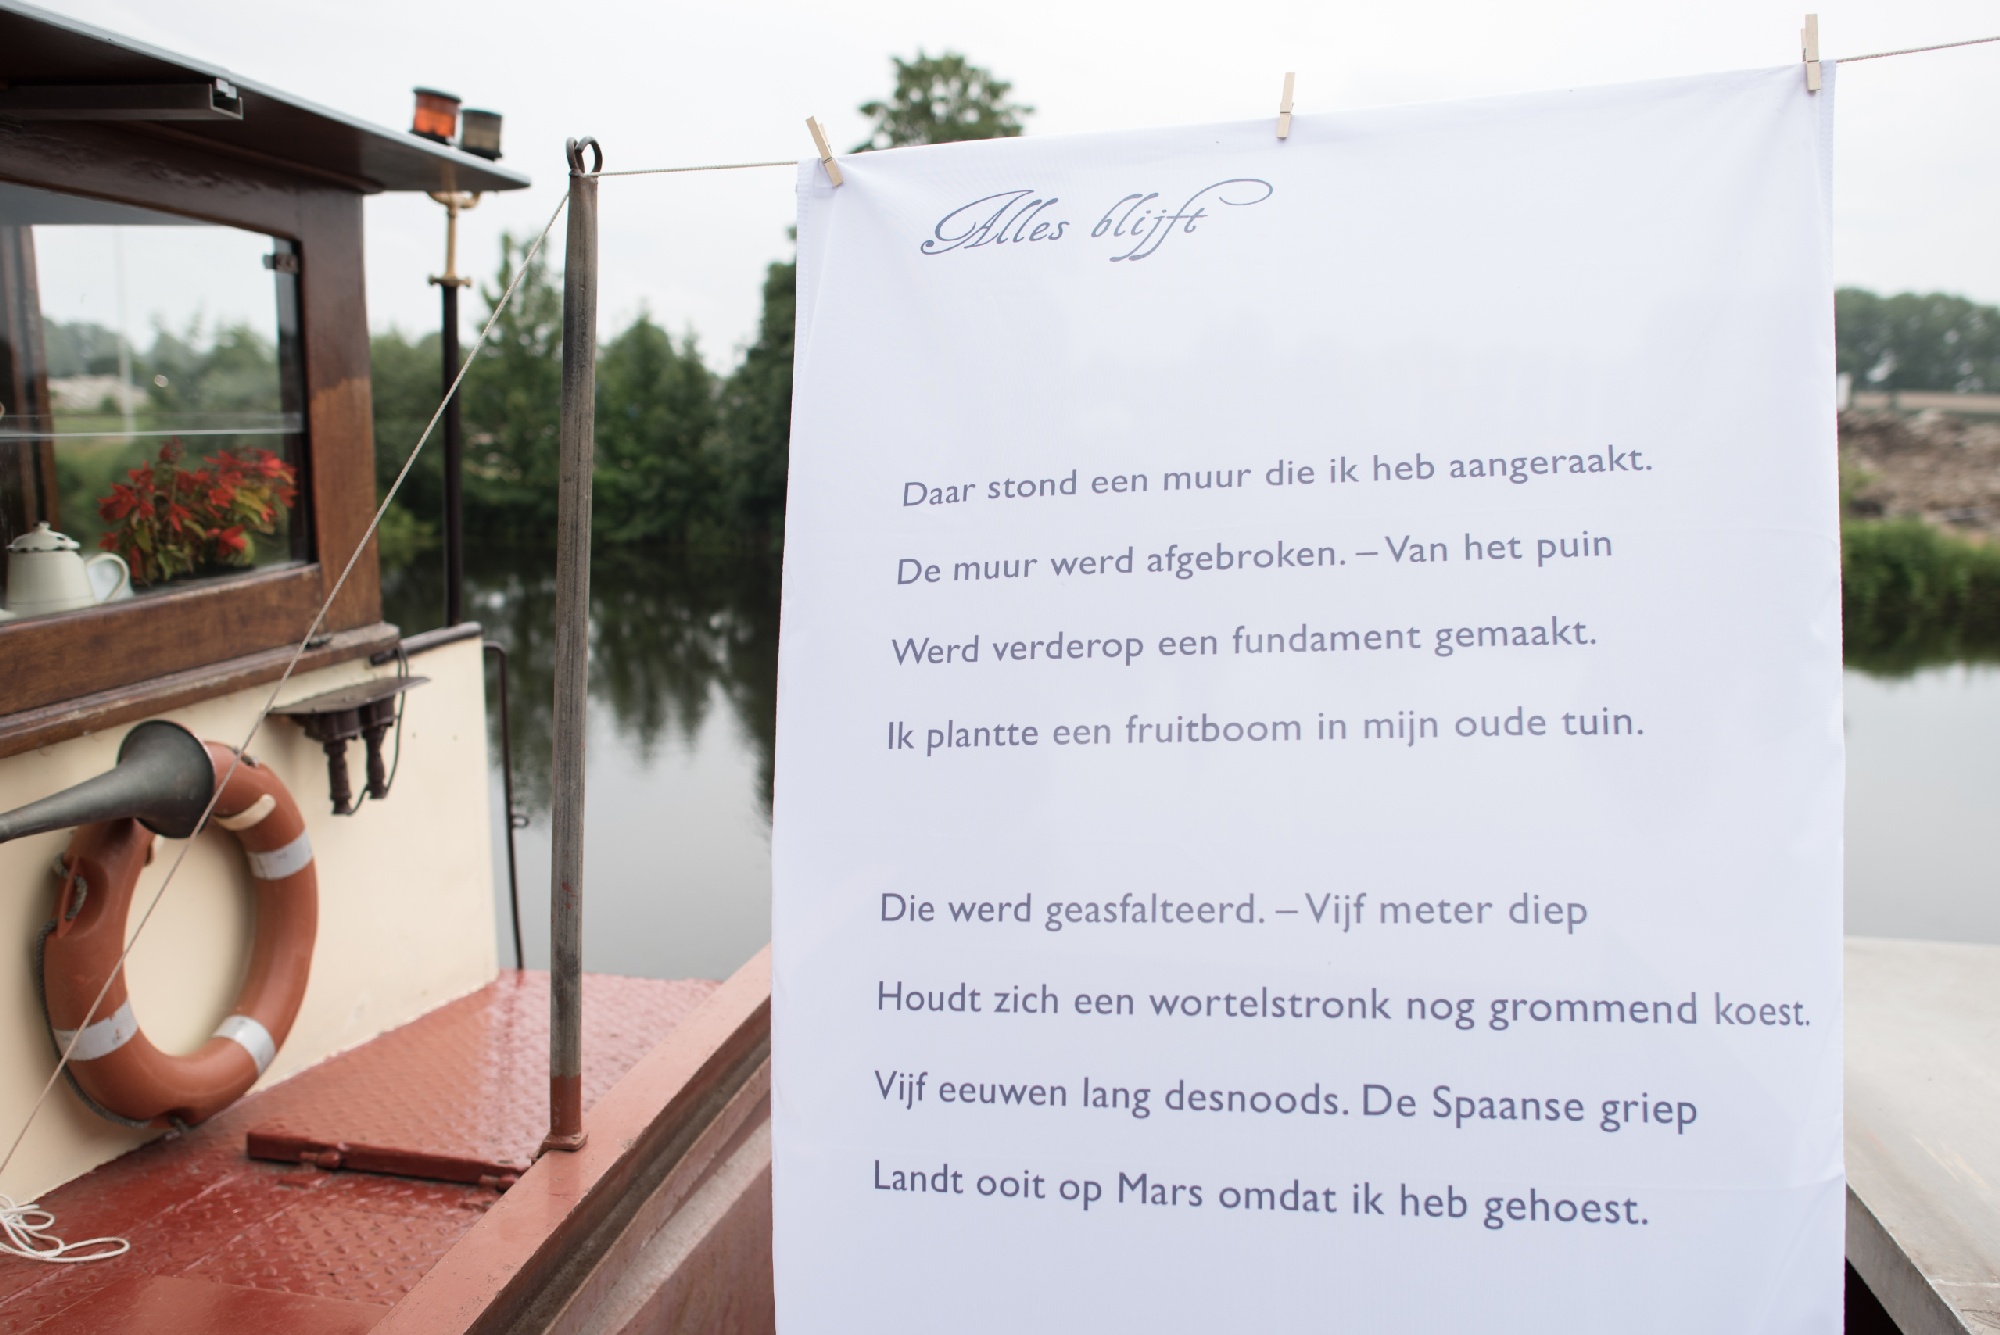 Alles blijft
Daar stond een muur die ik heb aangeraakt.
De muur werd afgebroken. – Van het puin
Werd verderop een fundament gemaakt.
Ik plantte een fruitboom in mijn oude tuin.
Die werd geasfalteerd. – Vijf meter diep
Houdt zich een wortelstronk nog grommend koest.
Vijf eeuwen lang desnoods. De Spaanse griep
Landt ooit op Mars omdat ik heb gehoest.